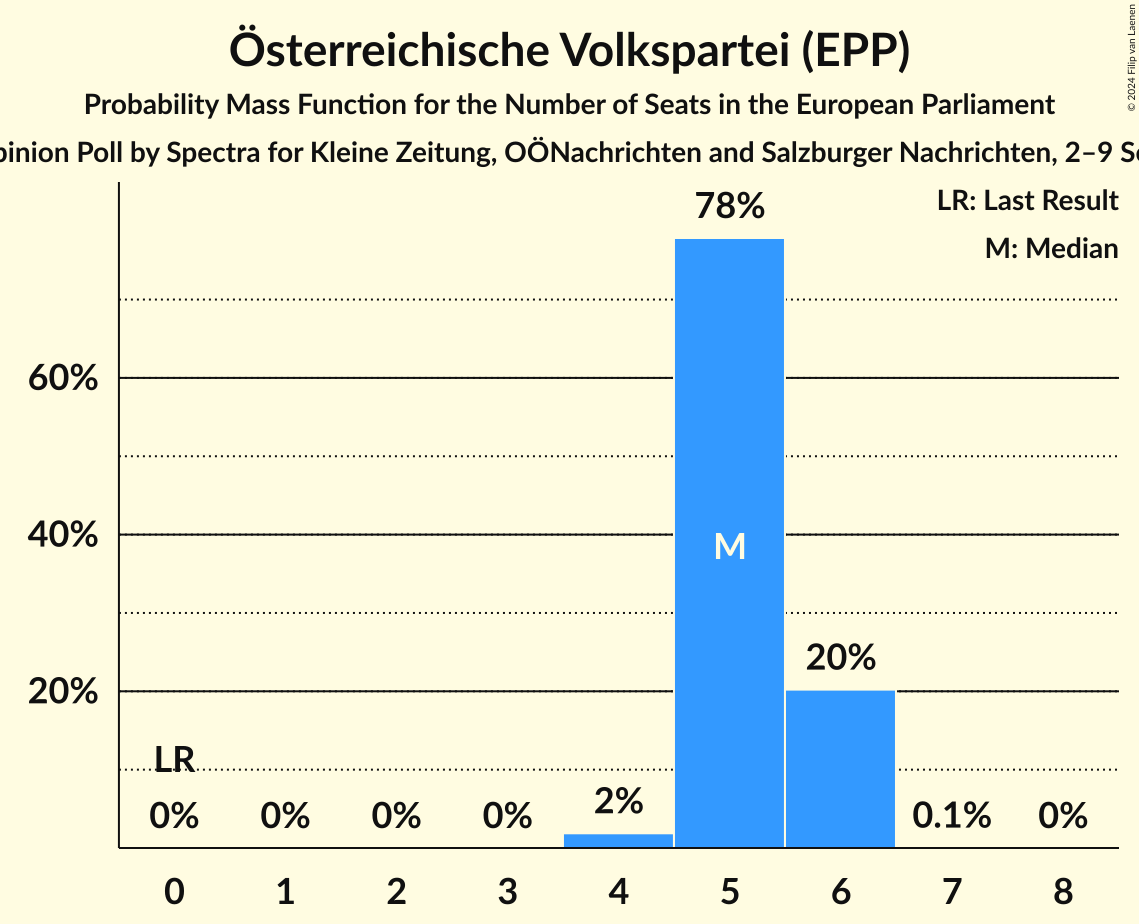 Österreichische Volkspartei (EPP)
Probability Mass Function for the Number of Seats in the European Parliament
Opinion Poll by Spectra for Kleine Zeitung, OÖNachrichten and Salzburger Nachrichten, 2–9 Se
© 2024 Filip van Laenen
LR: Last Result
M: Median
78%
60%
40%
M
20%
20%
LR
0%
0%
0%
0%
2%
0.1%
0%
0 1 2 3 4 5 6 7 8